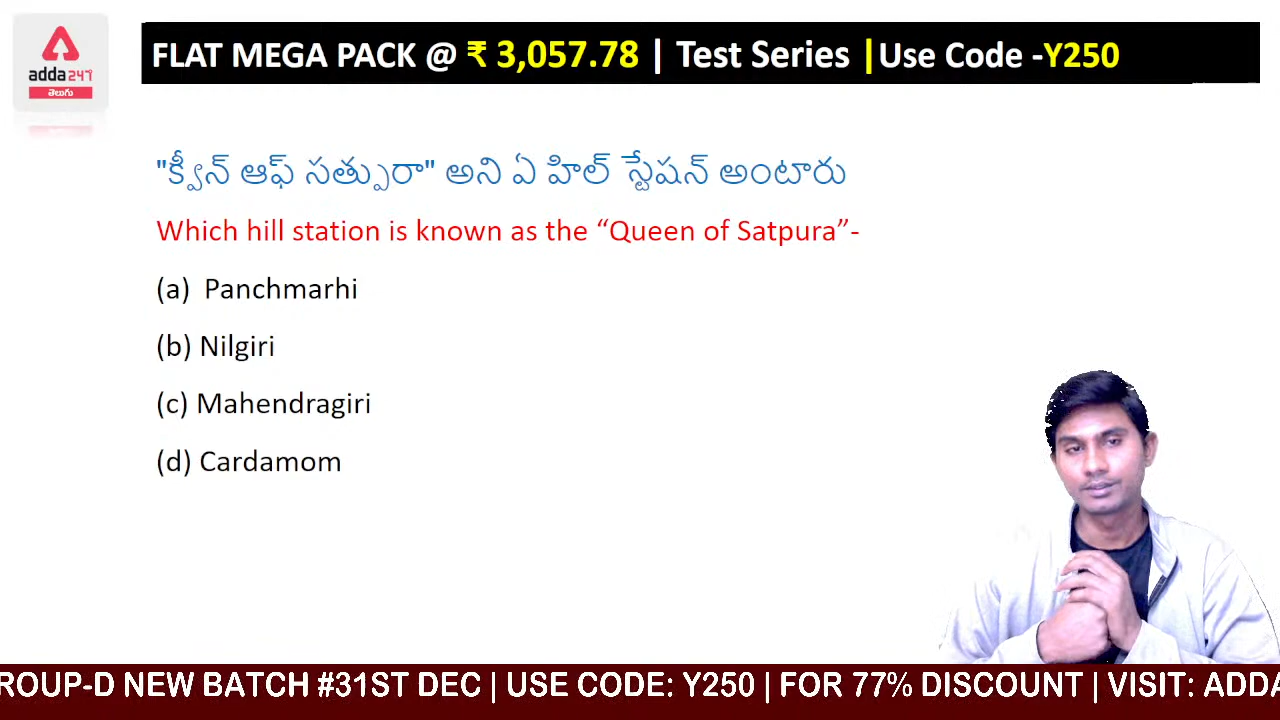 adda247
తెలుగు
FLAT MEGA PACK @ ₹ 3,057.78 | Test Series |Use Code -Y250
"క్వీన్ ఆఫ్ సత్పురా" అని ఏ హిల్ స్టేషన్ అంటారు
Which hill station is known as the “Queen of Satpura”-
(a) Panchmarhi
(b) Nilgiri
(c) Mahendragiri
(d) Cardamom
ROUP-D NEW BATCH #31ST DEC | USE CODE: Y250 | FOR 77% DISCOUNT | VISIT: ADDA